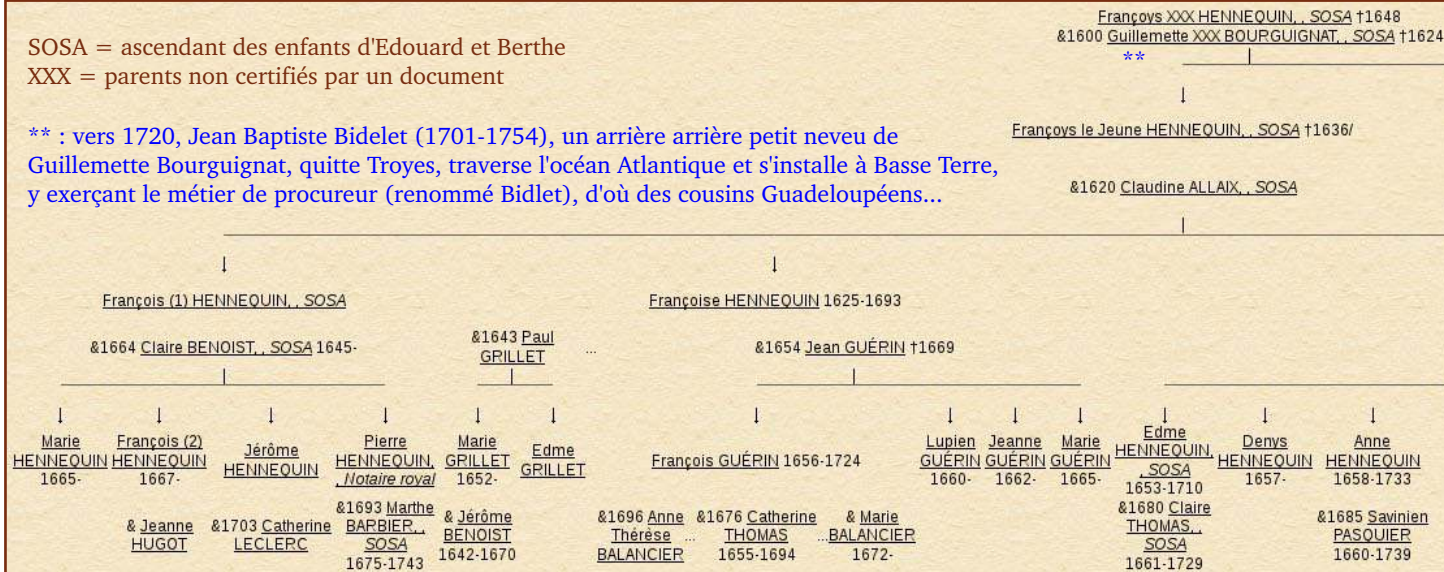 Françoys XXX HENNEQUIN, , SOSA †1648
&1600 Guillemette XXX BOURGUIGNAT, , SOSA †1624
**
SOSA = ascendant des enfants d'Edouard et Berthe
XXX = parents non certifiés par un document
** : vers 1720, Jean Baptiste Bidelet (1701-1754), un arrière arrière petit neveu de
Guillemette Bourguignat, quitte Troyes, traverse l'océan Atlantique et s'installe à Basse Terre,
y exerçant le métier de procureur (renommé Bidlet), d'où des cousins Guadeloupéens...
Françoys le Jeune HENNEQUIN, , SOSA †1636/
&1620 Claudine ALLAIX, , SOSA
François (1) HENNEQUIN, , SOSA
&1664 Claire BENOIST, , SOSA 1645-
Françoise HENNEQUIN 1625-1693
&1643 Paul
GRILLET
...
&1654 Jean GUÉRIN †1669
Marie
HENNEQUIN
1665-
François (2)
HENNEQUIN
1667-
& Jeanne
HUGOT
Jérôme
HENNEQUIN
&1703 Catherine
LECLERC
Pierre
HENNEQUIN,
, Notaire royal
&1693 Marthe
BARBIER, ,
SOSA
1675-1743
Marie
GRILLET
1652-
& Jérôme
BENOIST
1642-1670
Edme
GRILLET
François GUÉRIN 1656-1724
&1696 Anne
Thérèse
BALANCIER
...
&1676 Catherine
THOMAS
1655-1694
...
& Marie
BALANCIER
1672-
Lupien
GUÉRIN
1660-
Jeanne
GUÉRIN
1662-
Marie
GUÉRIN
1665-
Edme
HENNEQUIN,
, SOSA
1653-1710
&1680 Claire
THOMAS, ,
SOSA
1661-1729
Denys
HENNEQUIN
1657-
Anne
HENNEQUIN
1658-1733
&1685 Savinien
PASQUIER
1660-1739